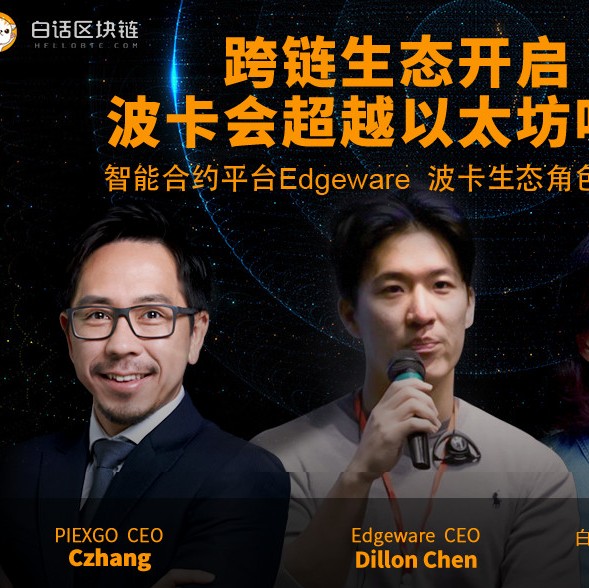 白话区块链
HELLOBTC.COM
跨链生态开启
波卡会超越以太坊
智能合约平台Edgeware 波卡生态角色
PIEXGO CEO
Czhang
Edgeware CEO
Dillon Chen